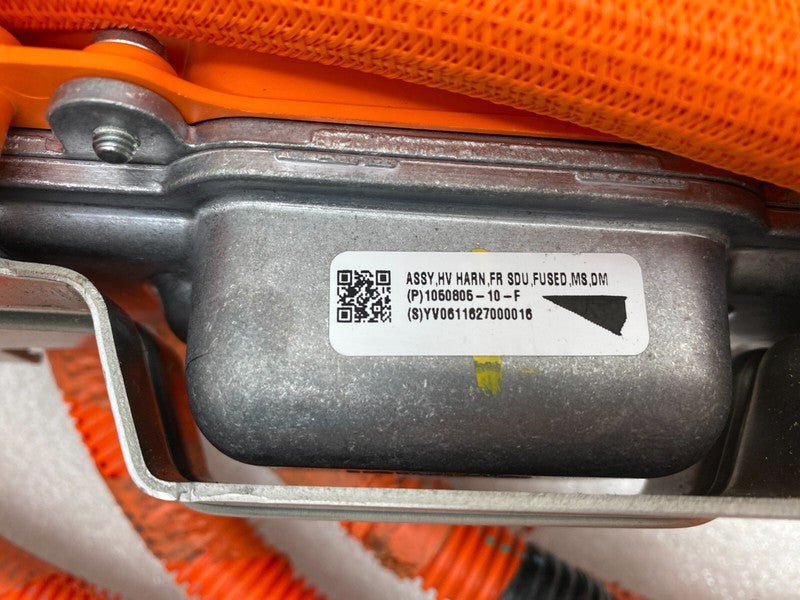 ASSY,HV HARN,FR SDU,FUSED,MS,DM
(P)1050805-10-F
(S)YV0611627000016